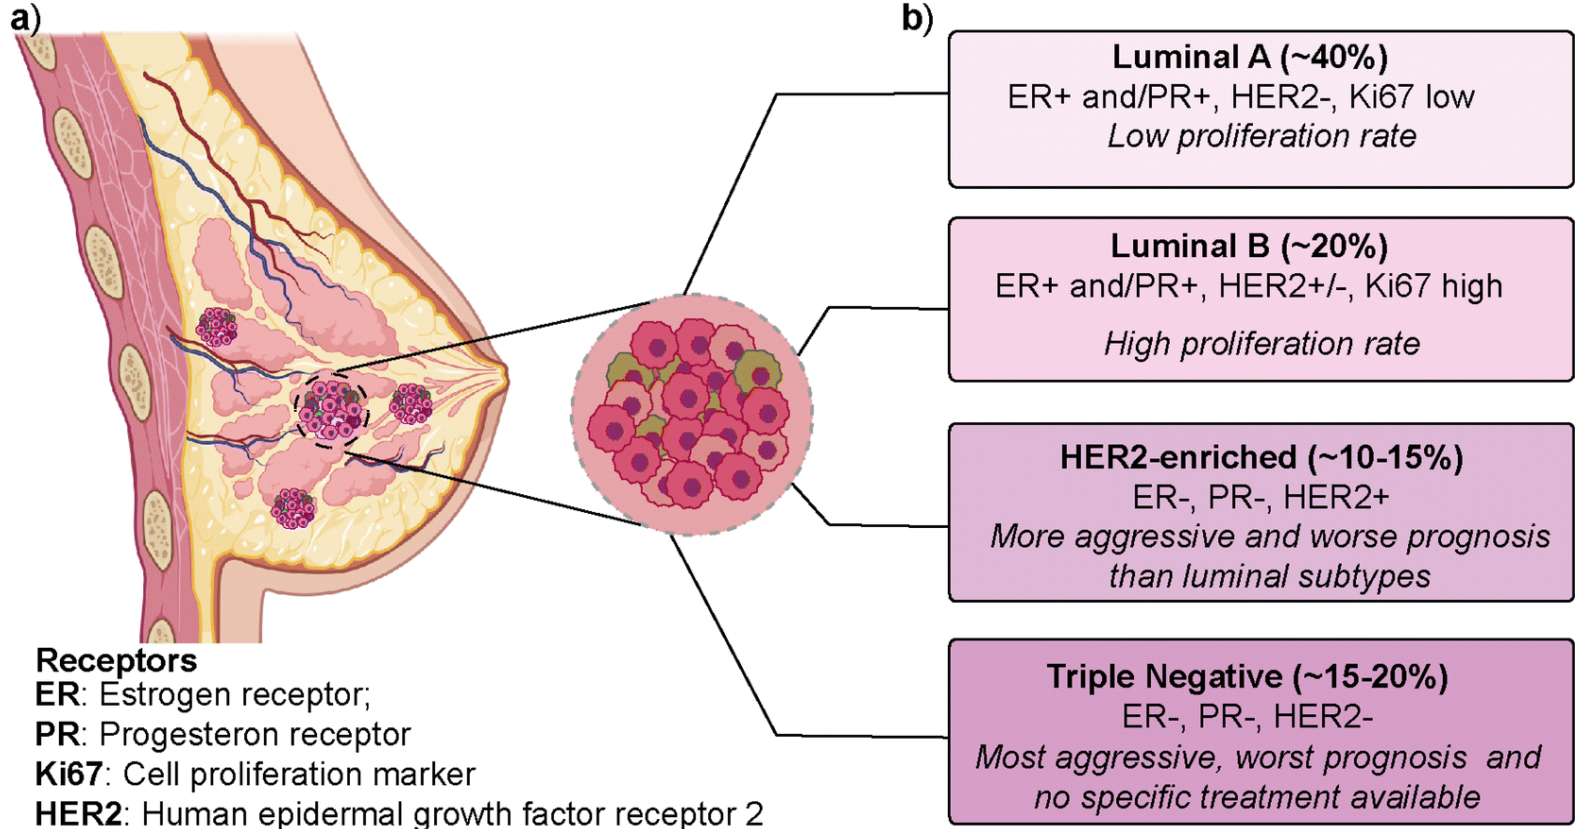 a)
Receptors
ER: Estrogen receptor;
PR: Progesteron receptor
Ki67: Cell proliferation marker
HER2: Human epidermal growth factor receptor 2
b)
Luminal A (~40%)
ER+ and/PR+, HER2-, Ki67 low
Low proliferation rate
Luminal B (~20%)
ER+ and/PR+, HER2+/-, Ki67 high
High proliferation rate
HER2-enriched (~10-15%)
ER-, PR-, HER2+
More aggressive and worse prognosis
than luminal subtypes
Triple Negative (~15-20%)
ER-, PR-, HER2-
Most aggressive, worst prognosis and
no specific treatment available